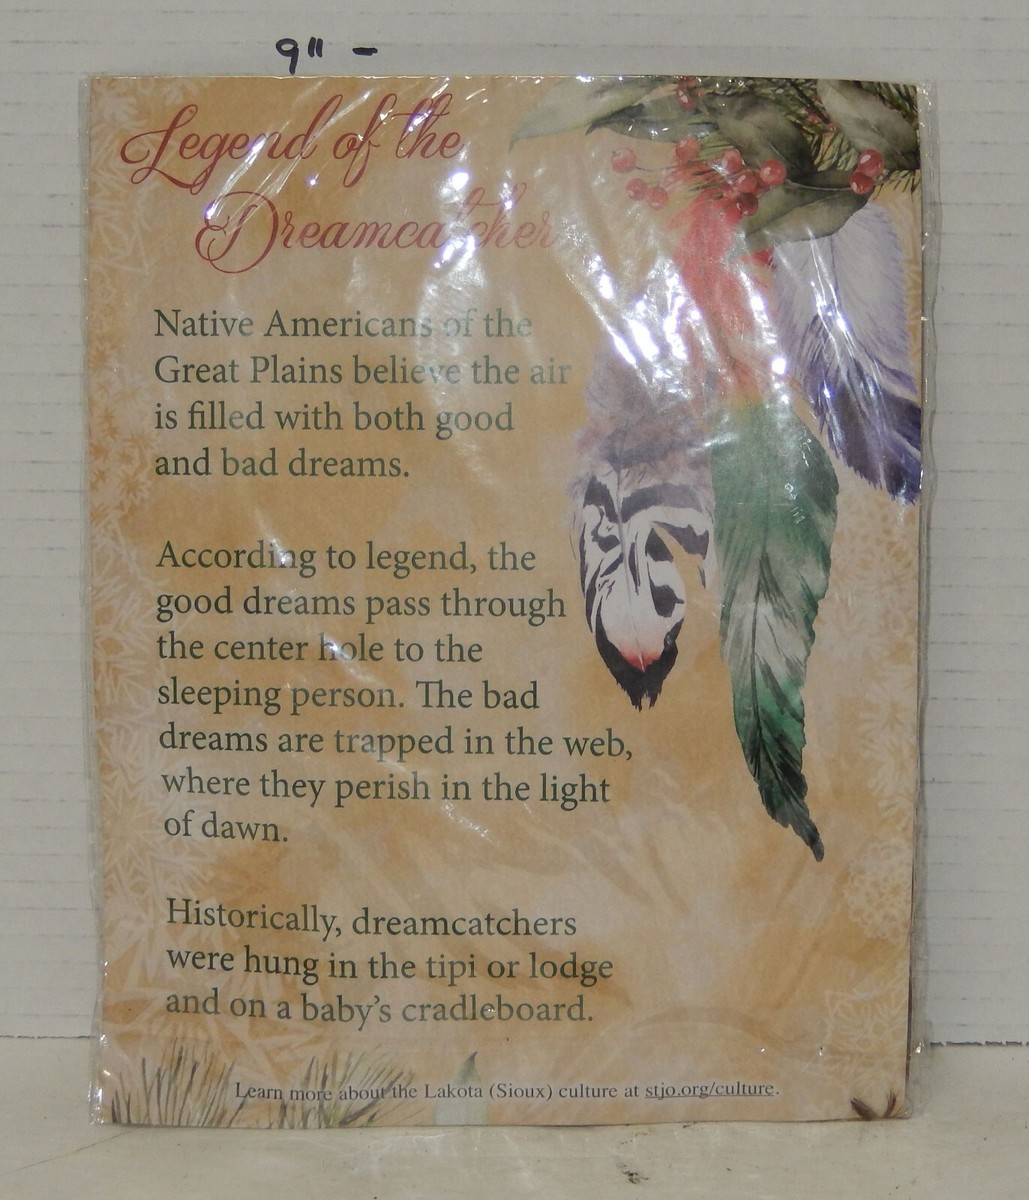 9" -
Legend of the
Dreamcatcher
Native Americans of the
Great Plains believe the air
is filled with both good
and bad dreams.
According to legend, the
good dreams pass through
the center hole to the
sleeping person. The bad
dreams are trapped in the web,
where they perish in the light
of dawn.
Historically, dreamcatchers
were hung in the tipi or lodge
and on a baby's cradleboard.
Learn more about the Lakota (Sioux) culture at stjo.org/culture.